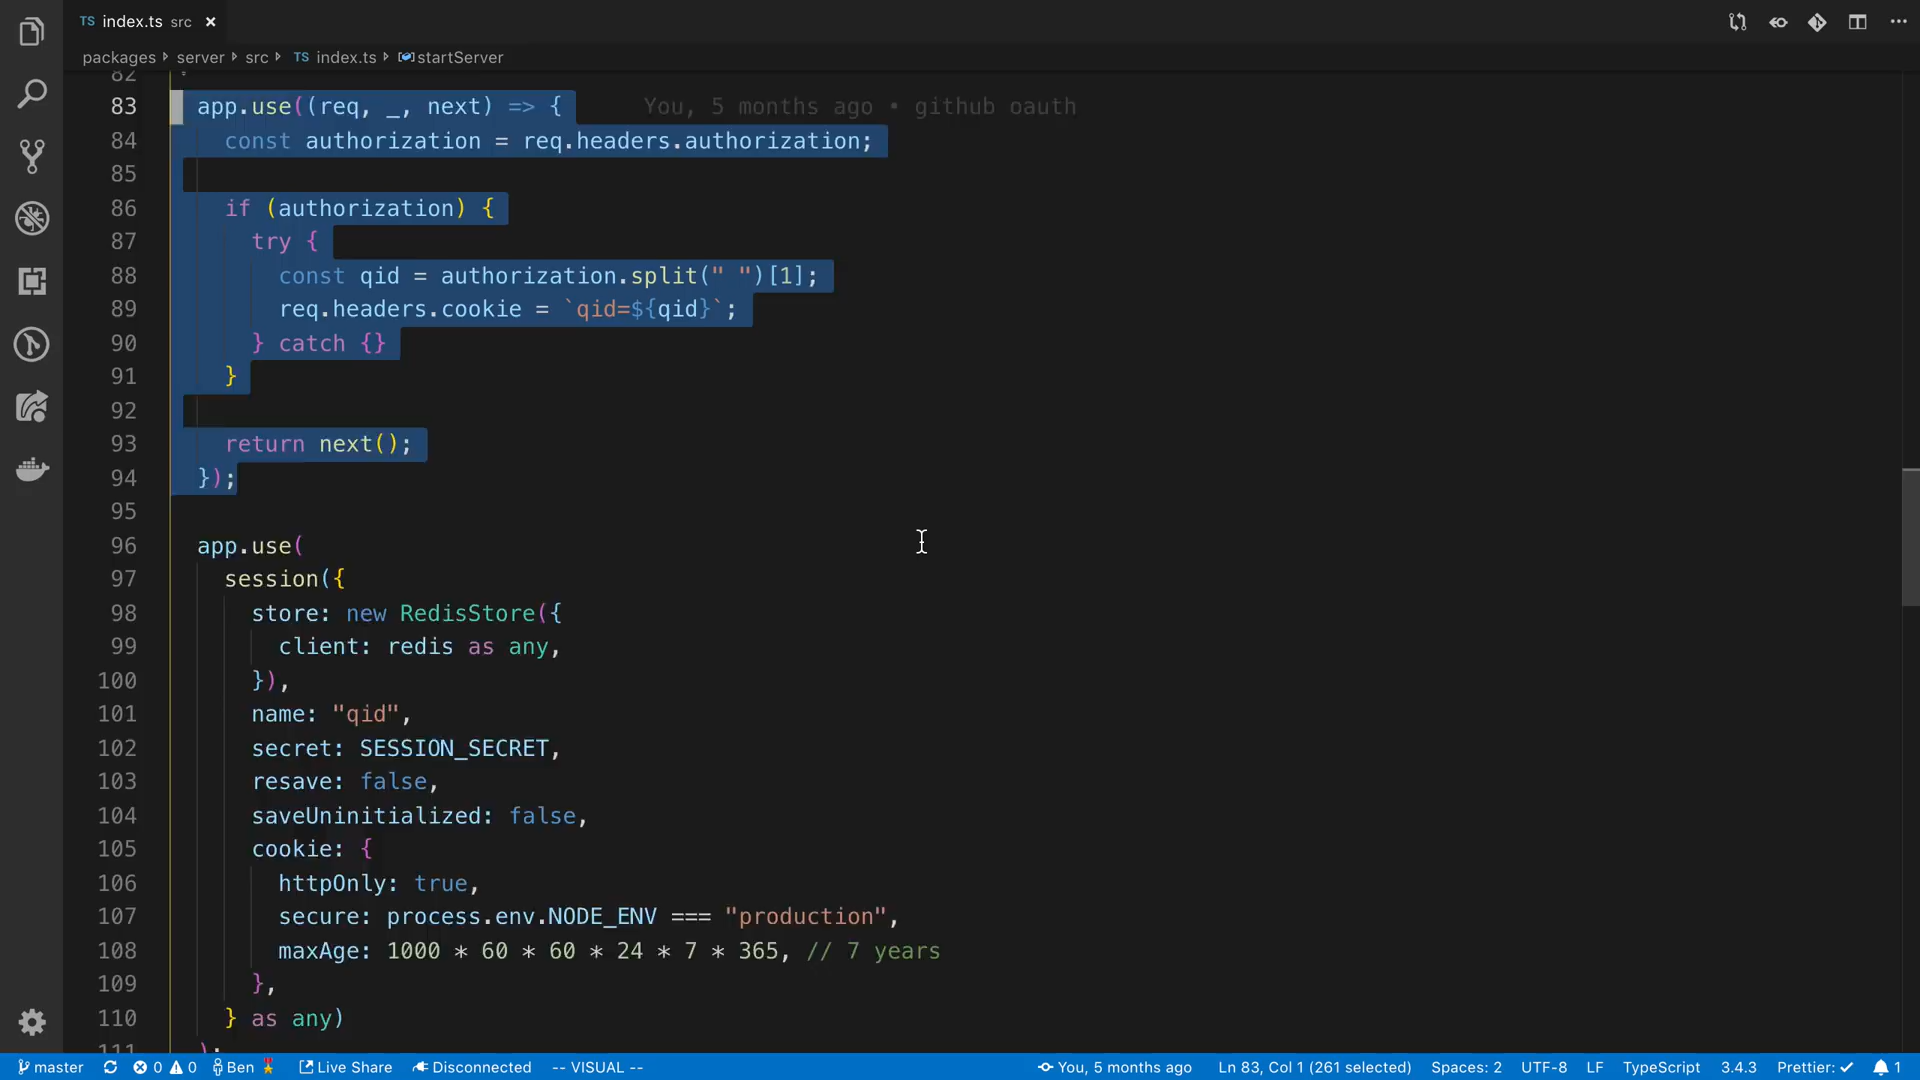 TS index.ts src ×
packages server src TS index.ts startServer
82
83 app.use((req, _, next) => { You, 5 months ago • github oauth
84 const authorization = req.headers.authorization;
85
86 if (authorization) {
87 try {
88 const qid = authorization.split(" ")[1];
89 req.headers.cookie = `qid=${qid}`;
90 } catch {}
91 }
92
93 return next();
94 });
95
96 app.use(
97 session({
98 store: new RedisStore({
99 client: redis as any,
100 }),
101 name: "qid",
102 secret: SESSION_SECRET,
103 resave: false,
104 saveUninitialized: false,
105 cookie: {
106 httpOnly: true,
107 secure: process.env.NODE_ENV === "production",
108 maxAge: 1000 * 60 * 60 * 24 * 7 * 365, // 7 years
109 },
110 } as any)
111 );
master 0 0 Ben Live Share Disconnected -- VISUAL -- You, 5 months ago Ln 83, Col 1 (261 selected) Spaces: 2 UTF-8 LF TypeScript 3.4.3 Prettier: ✓ 1